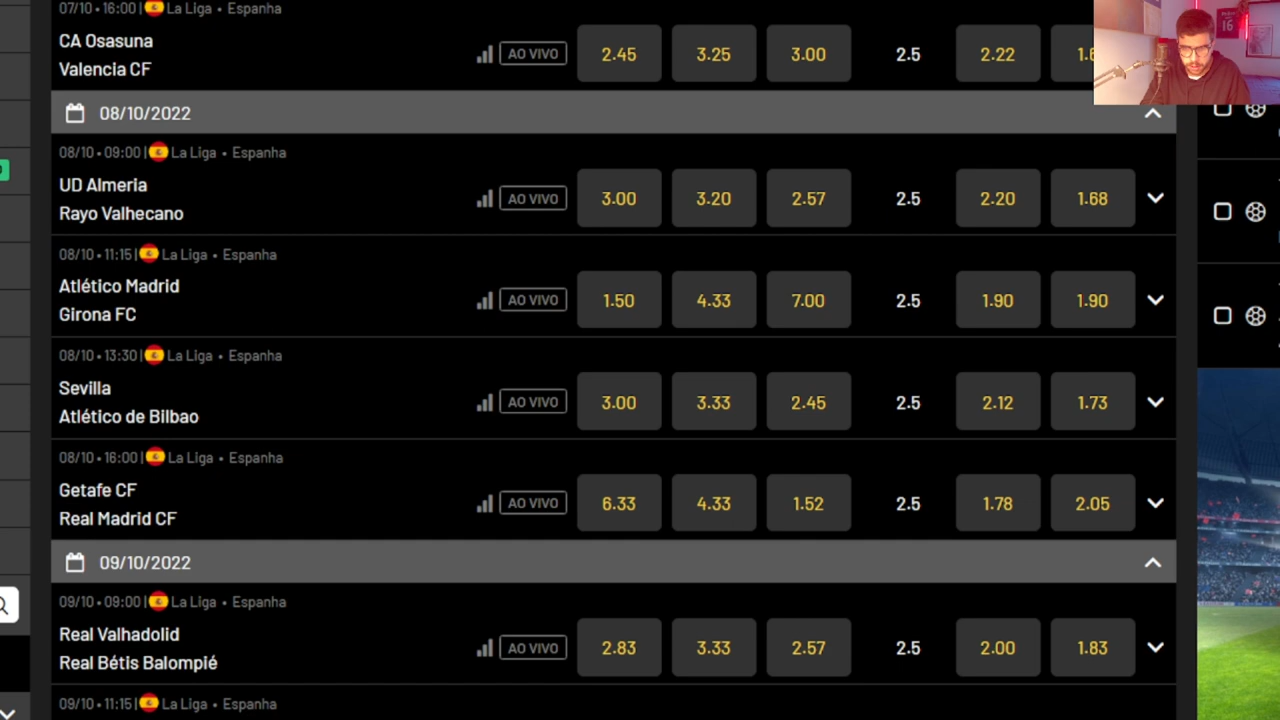 07/10 • 16:00 | La Liga • Espanha
CA Osasuna
Valencia CF
AO VIVO 2.45 3.25 3.00 2.5 2.22
16
08/10/2022
08/10 • 09:00 | La Liga • Espanha
UD Almeria
Rayo Valhecano
AO VIVO 3.00 3.20 2.57 2.5 2.20 1.68
08/10 • 11:15 | La Liga • Espanha
Atlético Madrid
Girona FC
AO VIVO 1.50 4.33 7.00 2.5 1.90 1.90
08/10 • 13:30 | La Liga • Espanha
Sevilla
Atlético de Bilbao
AO VIVO 3.00 3.33 2.45 2.5 2.12 1.73
08/10 • 16:00 | La Liga • Espanha
Getafe CF
Real Madrid CF
AO VIVO 6.33 4.33 1.52 2.5 1.78 2.05
09/10/2022
09/10 • 09:00 | La Liga • Espanha
Real Valhadolid
Real Bétis Balompié
AO VIVO 2.83 3.33 2.57 2.5 2.00 1.83
09/10 • 11:15 | La Liga • Espanha